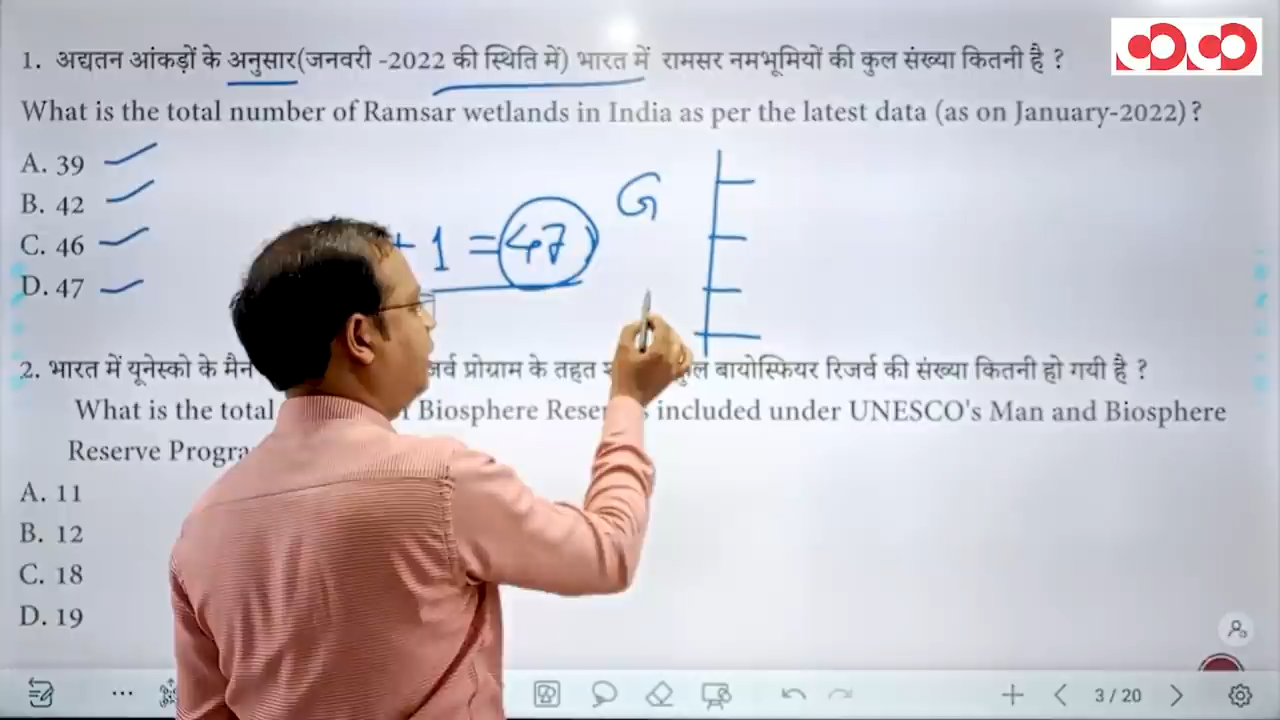 1. अद्यतन आंकड़ों के अनुसार(जनवरी -2022 की स्थिति में) भारत में रामसर नमभूमियों की कुल संख्या कितनी है ?
What is the total number of Ramsar wetlands in India as per the latest data (as on January-2022)?
A. 39
B. 42
C. 46
D. 47
+ 1 = 47
G
2. भारत में यूनेस्को के प्रोग्राम के तहत बायोस्फियर रिजर्व की संख्या कितनी हो गयी है ?
What is the total Biosphere included under UNESCO's Man and Biosphere
Reserve
A. 11
B. 12
C. 18
D. 19
3 / 20